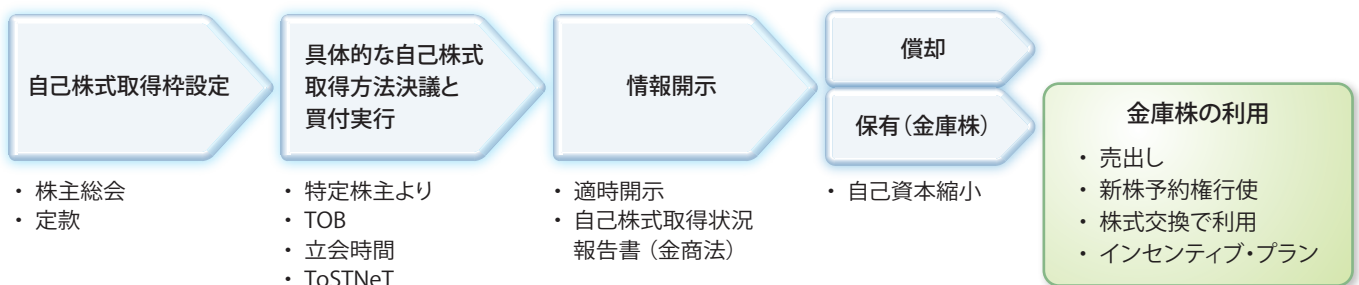 自己株式取得枠設定
・ 株主総会
・ 定款
具体的な自己株式
取得方法決議と
買付実行
・ 特定株主より
・ TOB
・ 立会時間
・ ToSTNeT
情報開示
・ 適時開示
・ 自己株式取得状況
報告書（金商法）
償却
保有（金庫株）
・ 自己資本縮小
金庫株の利用
・ 売出し
・ 新株予約権行使
・ 株式交換で利用
・ インセンティブ・プラン